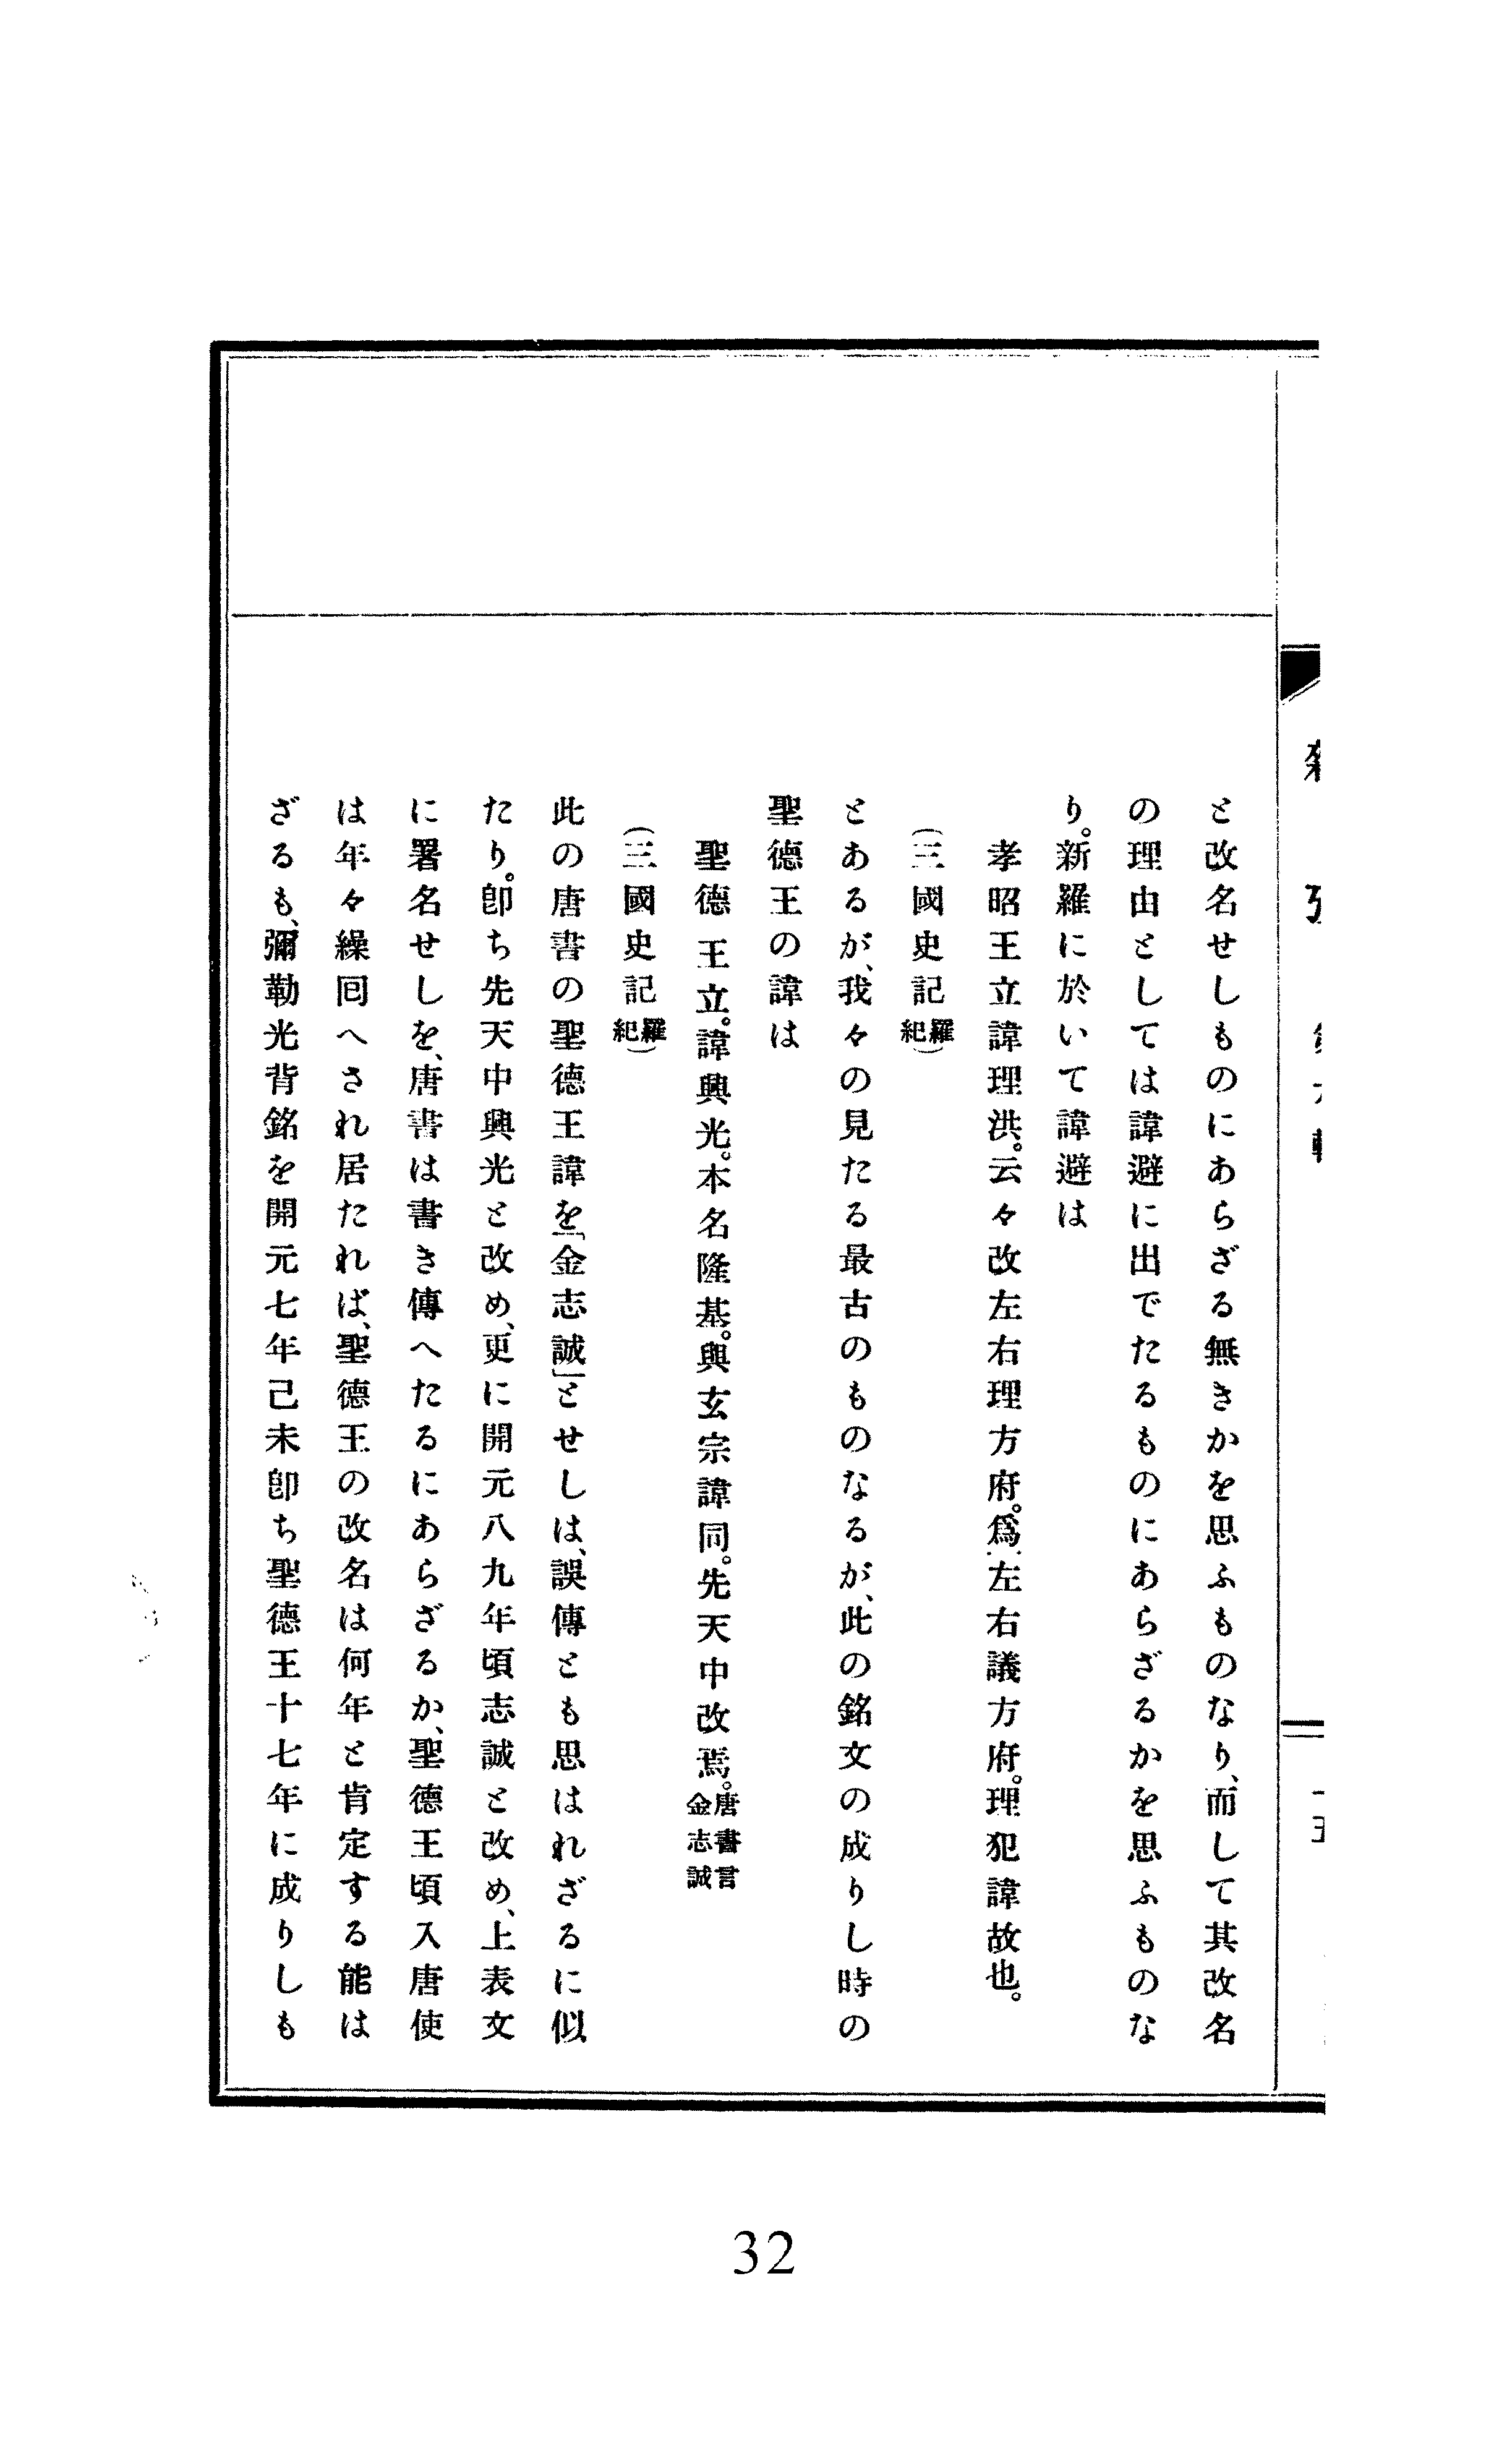 と改名せしものにあらざる無きかを思ふものなり、而して其改名
の理由としては諱避に出でたるものにあらざるかを思ふものな
り。新羅に於いて諱避は
孝昭王立諱理洪。云々改左右理方府。爲左右議方府。理犯諱故也。
(三國史記羅紀)
とあるが、我々の見たる最古のものなるが、此の銘文の成りし時の
聖德王の諱は
聖德王立。諱興光。本名隆基。與玄宗諱同。先天中改焉。唐書言金志誠
(三國史記羅紀)
此の唐書の聖德王諱を「金志誠」とせしは、誤傳とも思はれざるに似
たり。卽ち先天中興光と改め、更に開元八九年頃志誠と改め、上表文
に署名せしを、唐書は書き傳へたるにあらざるか、聖德王頃入唐使
は年々繰囘へされ居たれば、聖德王の改名は何年と肯定する能は
ざるも、彌勒光背銘を開元七年己未卽ち聖德王十七年に成りしも
32